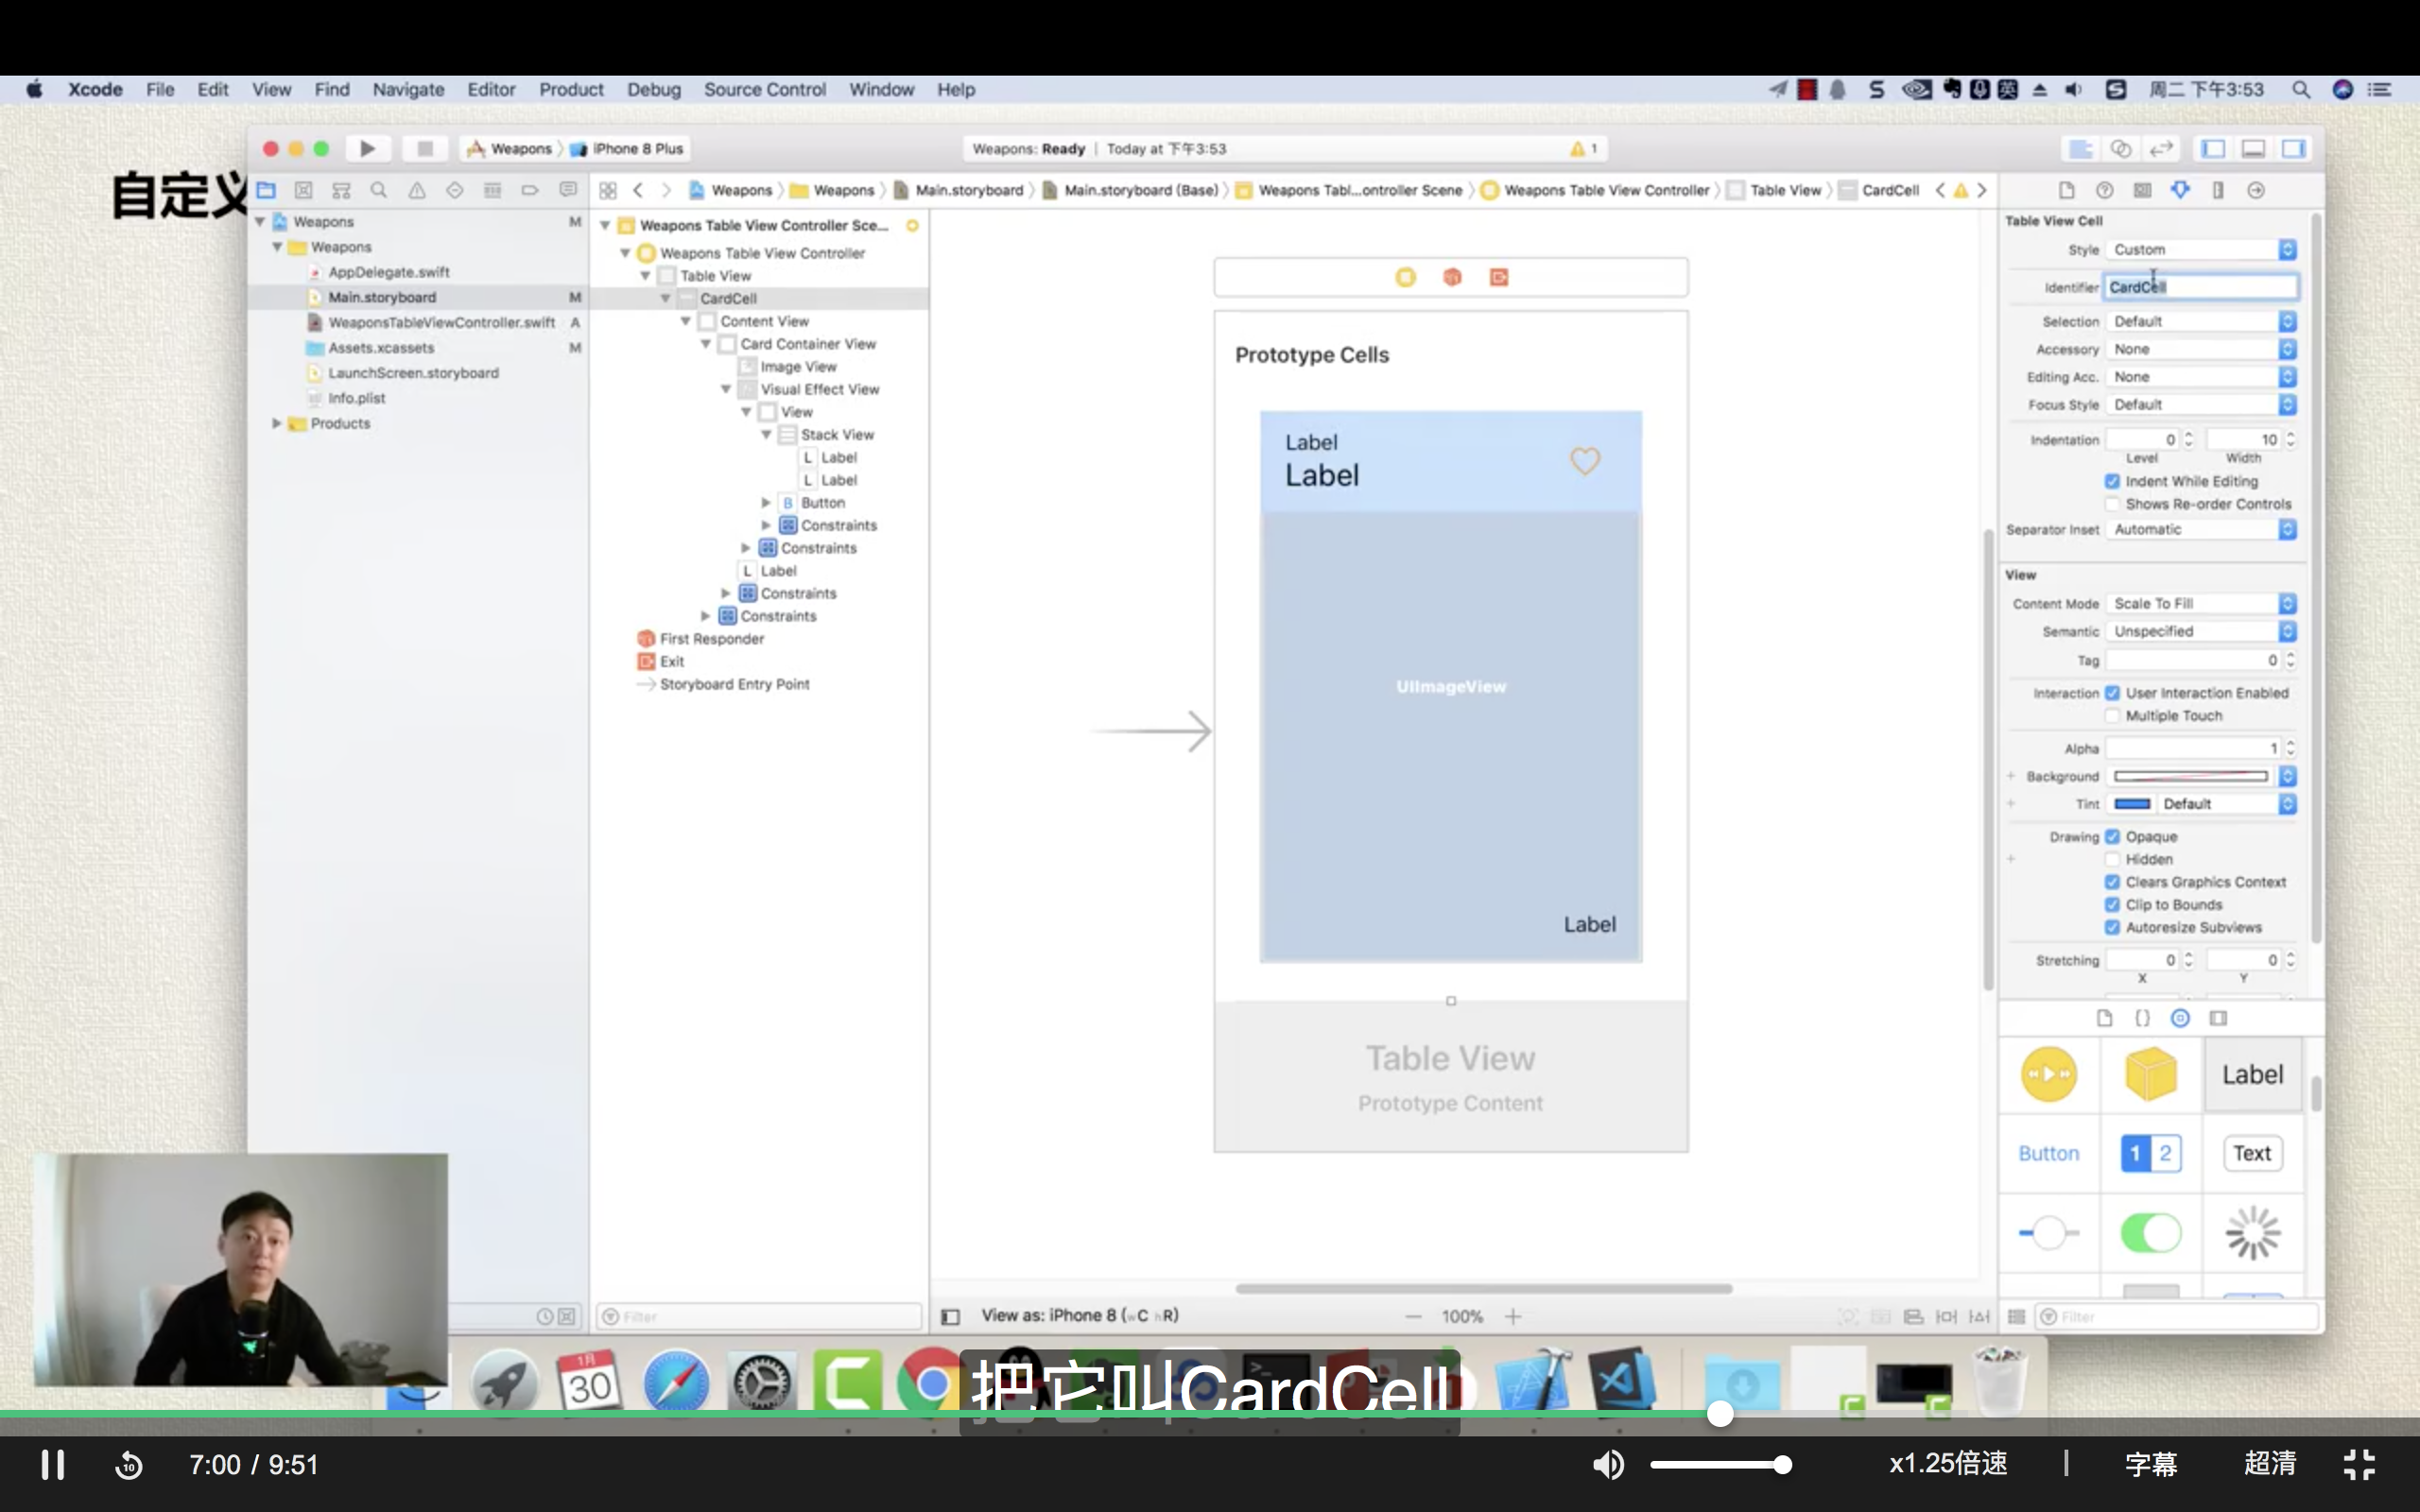 Xcode File Edit View Find Navigate Editor Product Debug Source Control Window Help
英 周二 下午3:53
自定义
Weapons iPhone 8 Plus
Weapons: Ready | Today at 下午3:53
1
Weapons Weapons Main.storyboard Main.storyboard (Base) Weapons Tabl...ontroller Scene Weapons Table View Controller Table View CardCell
Weapons M
Weapons
AppDelegate.swift
Main.storyboard M
WeaponsTableViewController.swift A
Assets.xcassets M
LaunchScreen.storyboard
Info.plist
Products
Weapons Table View Controller Sce...
Weapons Table View Controller
Table View
CardCell
Content View
Card Container View
Image View
Visual Effect View
View
Stack View
L Label
L Label
B Button
Constraints
Constraints
L Label
Constraints
Constraints
First Responder
Exit
Storyboard Entry Point
Filter
Prototype Cells
Label
Label
UIImageView
Label
Table View
Prototype Content
View as: iPhone 8 (wC hR)
100%
Table View Cell
Style Custom
Identifier CardCell
Selection Default
Accessory None
Editing Acc. None
Focus Style Default
Indentation 0 10
Level Width
Indent While Editing
Shows Re-order Controls
Separator Inset Automatic
View
Content Mode Scale To Fill
Semantic Unspecified
Tag 0
Interaction User Interaction Enabled
Multiple Touch
Alpha 1
Background
Tint Default
Drawing Opaque
Hidden
Clears Graphics Context
Clip to Bounds
Autoresize Subviews
Stretching 0 0
X Y
{}
Label
Button 1 2 Text
Filter
1月
30
把它叫CardCell
10 7:00 / 9:51
x1.25倍速 | 字幕 超清